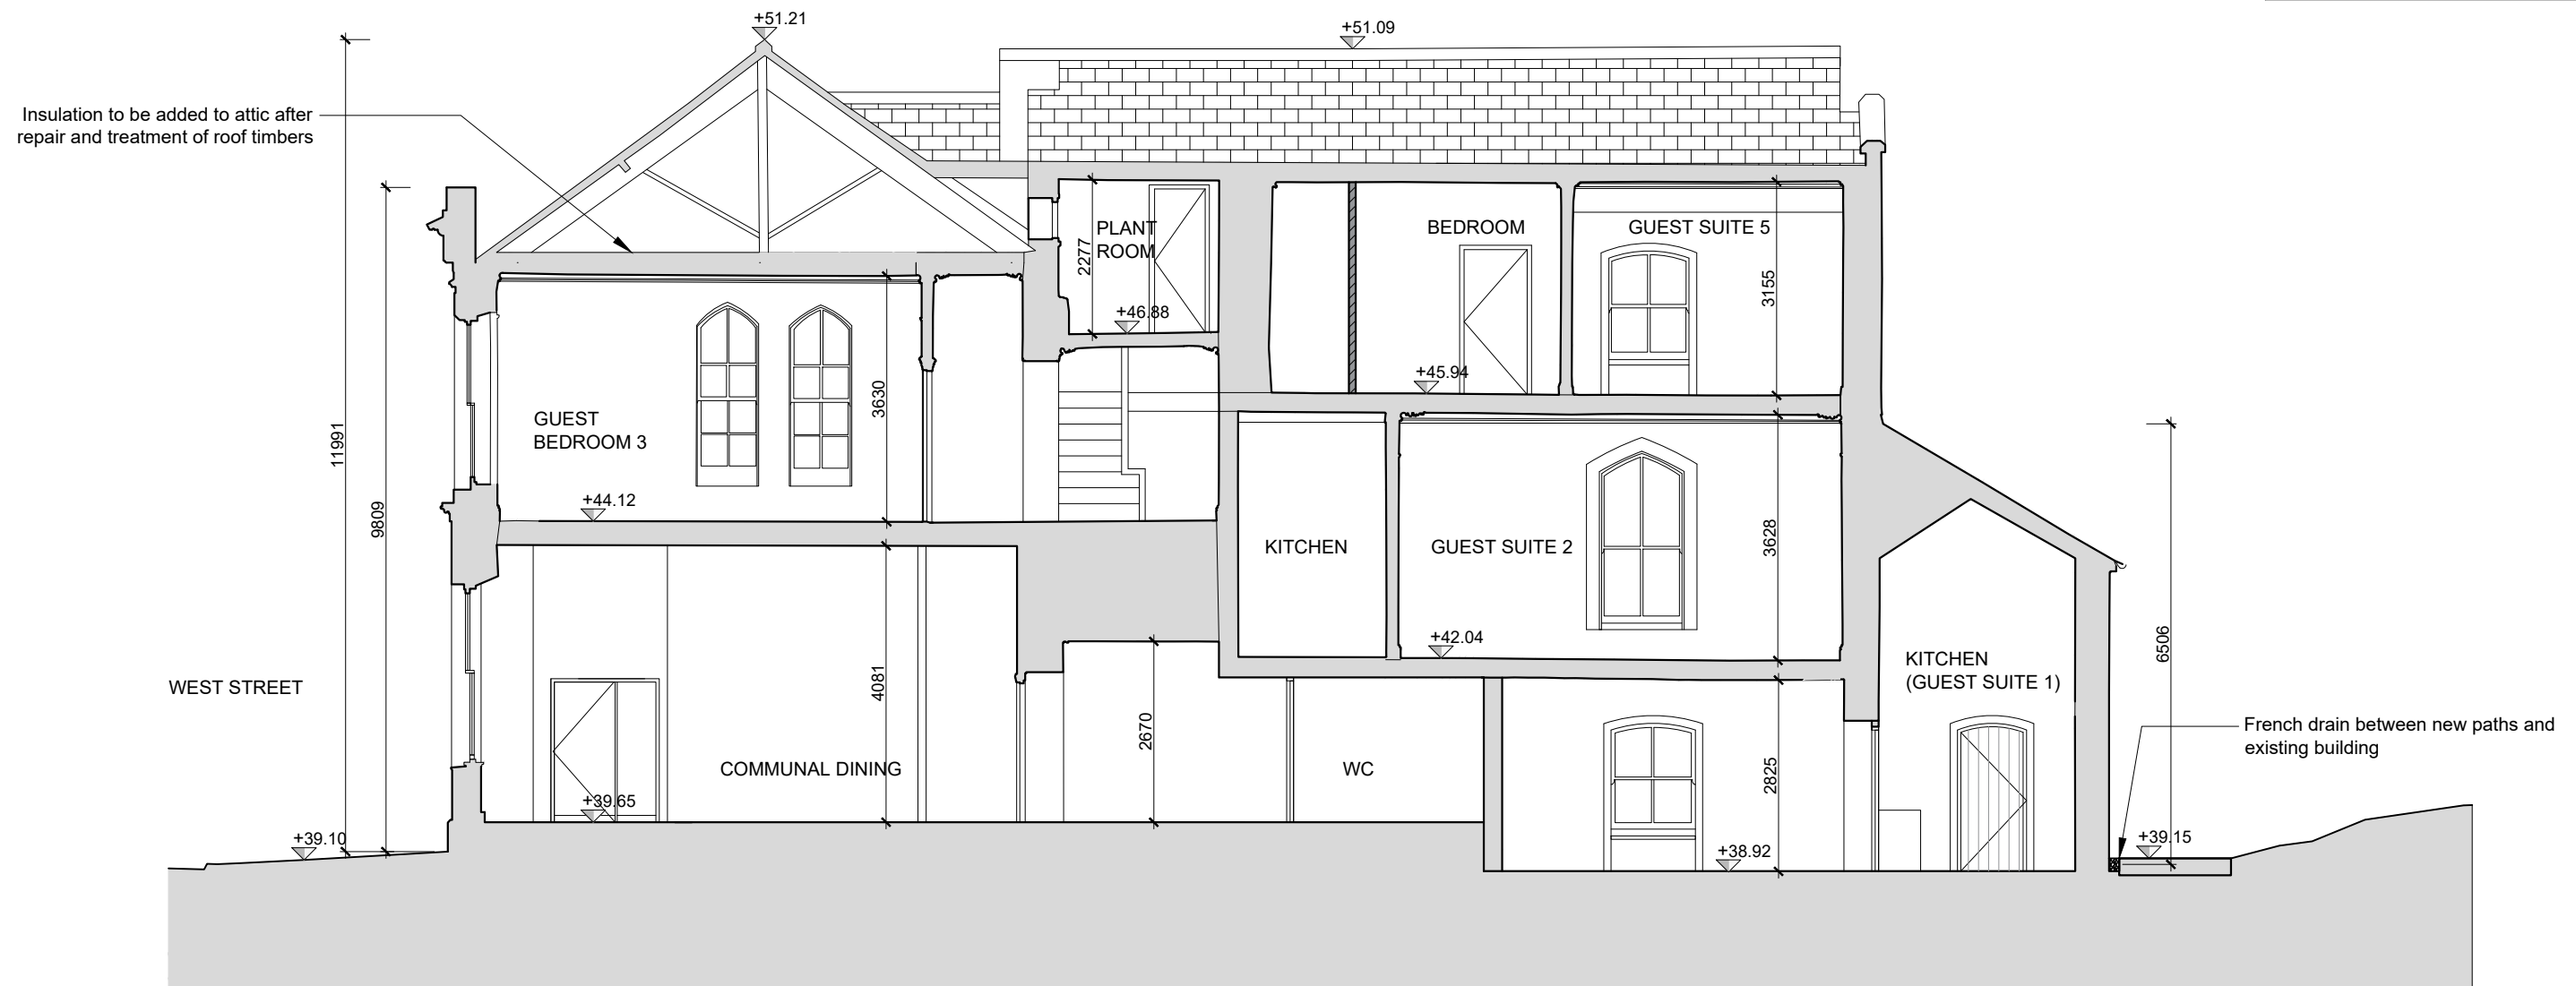 +51.21
+51.09
Insulation to be added to attic after
repair and treatment of roof timbers
PLANT
ROOM
BEDROOM
GUEST SUITE 5
2277
3155
+46.88
+45.94
3630
GUEST
BEDROOM 3
11991
9809
+44.12
KITCHEN
GUEST SUITE 2
3628
+42.04
6506
KITCHEN
(GUEST SUITE 1)
WEST STREET
4081
2670
French drain between new paths and
existing building
COMMUNAL DINING
WC
2825
+39.65
+39.10
+38.92
+39.15